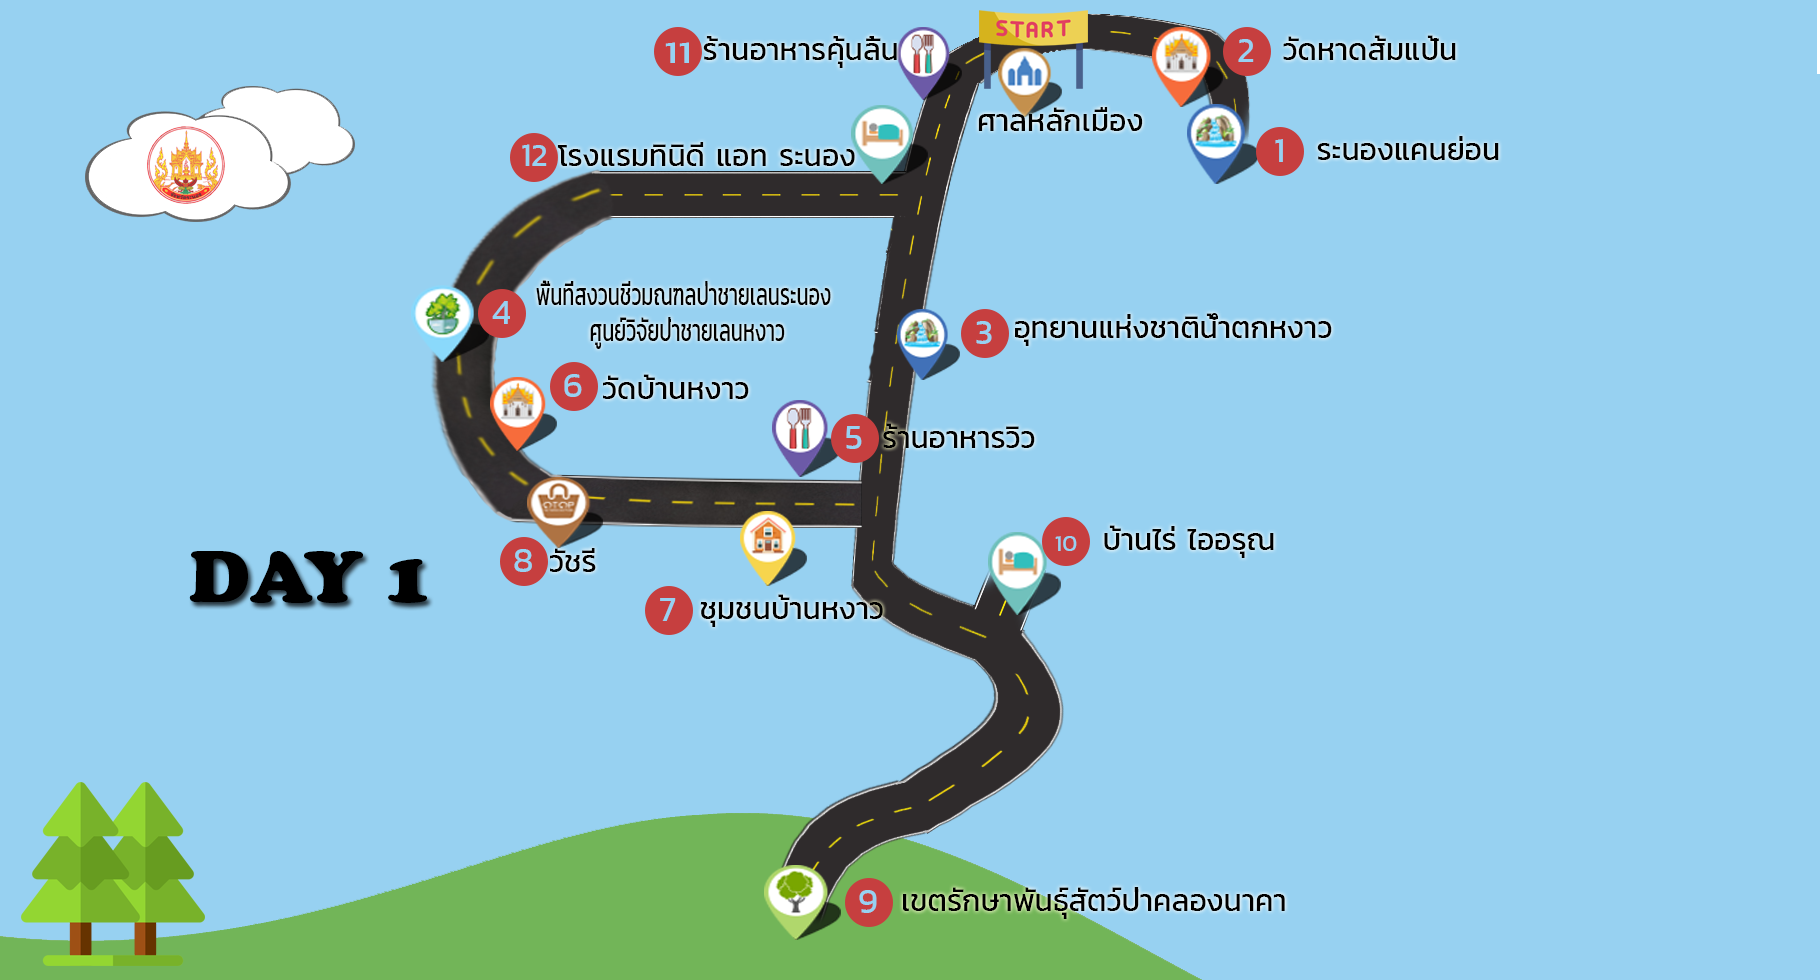 START
11 ร้านอาหารคุ้นลิ้น
2 วัดหาดส้มแป้น
ศาลหลักเมือง
1 ระนองแคนย่อน
12 โรงแรมทินิดี แอท ระนอง
4 พื้นที่สงวนชีวมณฑลป่าชายเลนระนอง
ศูนย์วิจัยป่าชายเลนหงาว
3 อุทยานแห่งชาติน้ำตกหงาว
6 วัดบ้านหงาว
5 ร้านอาหารวิว
OTOP
8 วัชรี
10 บ้านไร่ ไออรุณ
DAY 1
7 ชุมชนบ้านหงาว
9 เขตรักษาพันธุ์สัตว์ป่าคลองนาคา